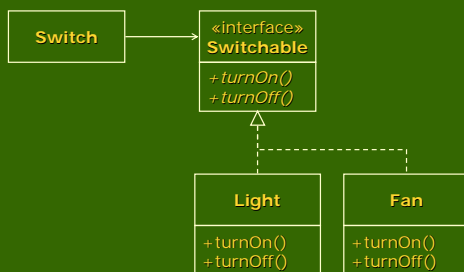 Switch
«interface»
Switchable
+turnOn()
+turnOff()
Light
+turnOn()
+turnOff()
Fan
+turnOn()
+turnOff()